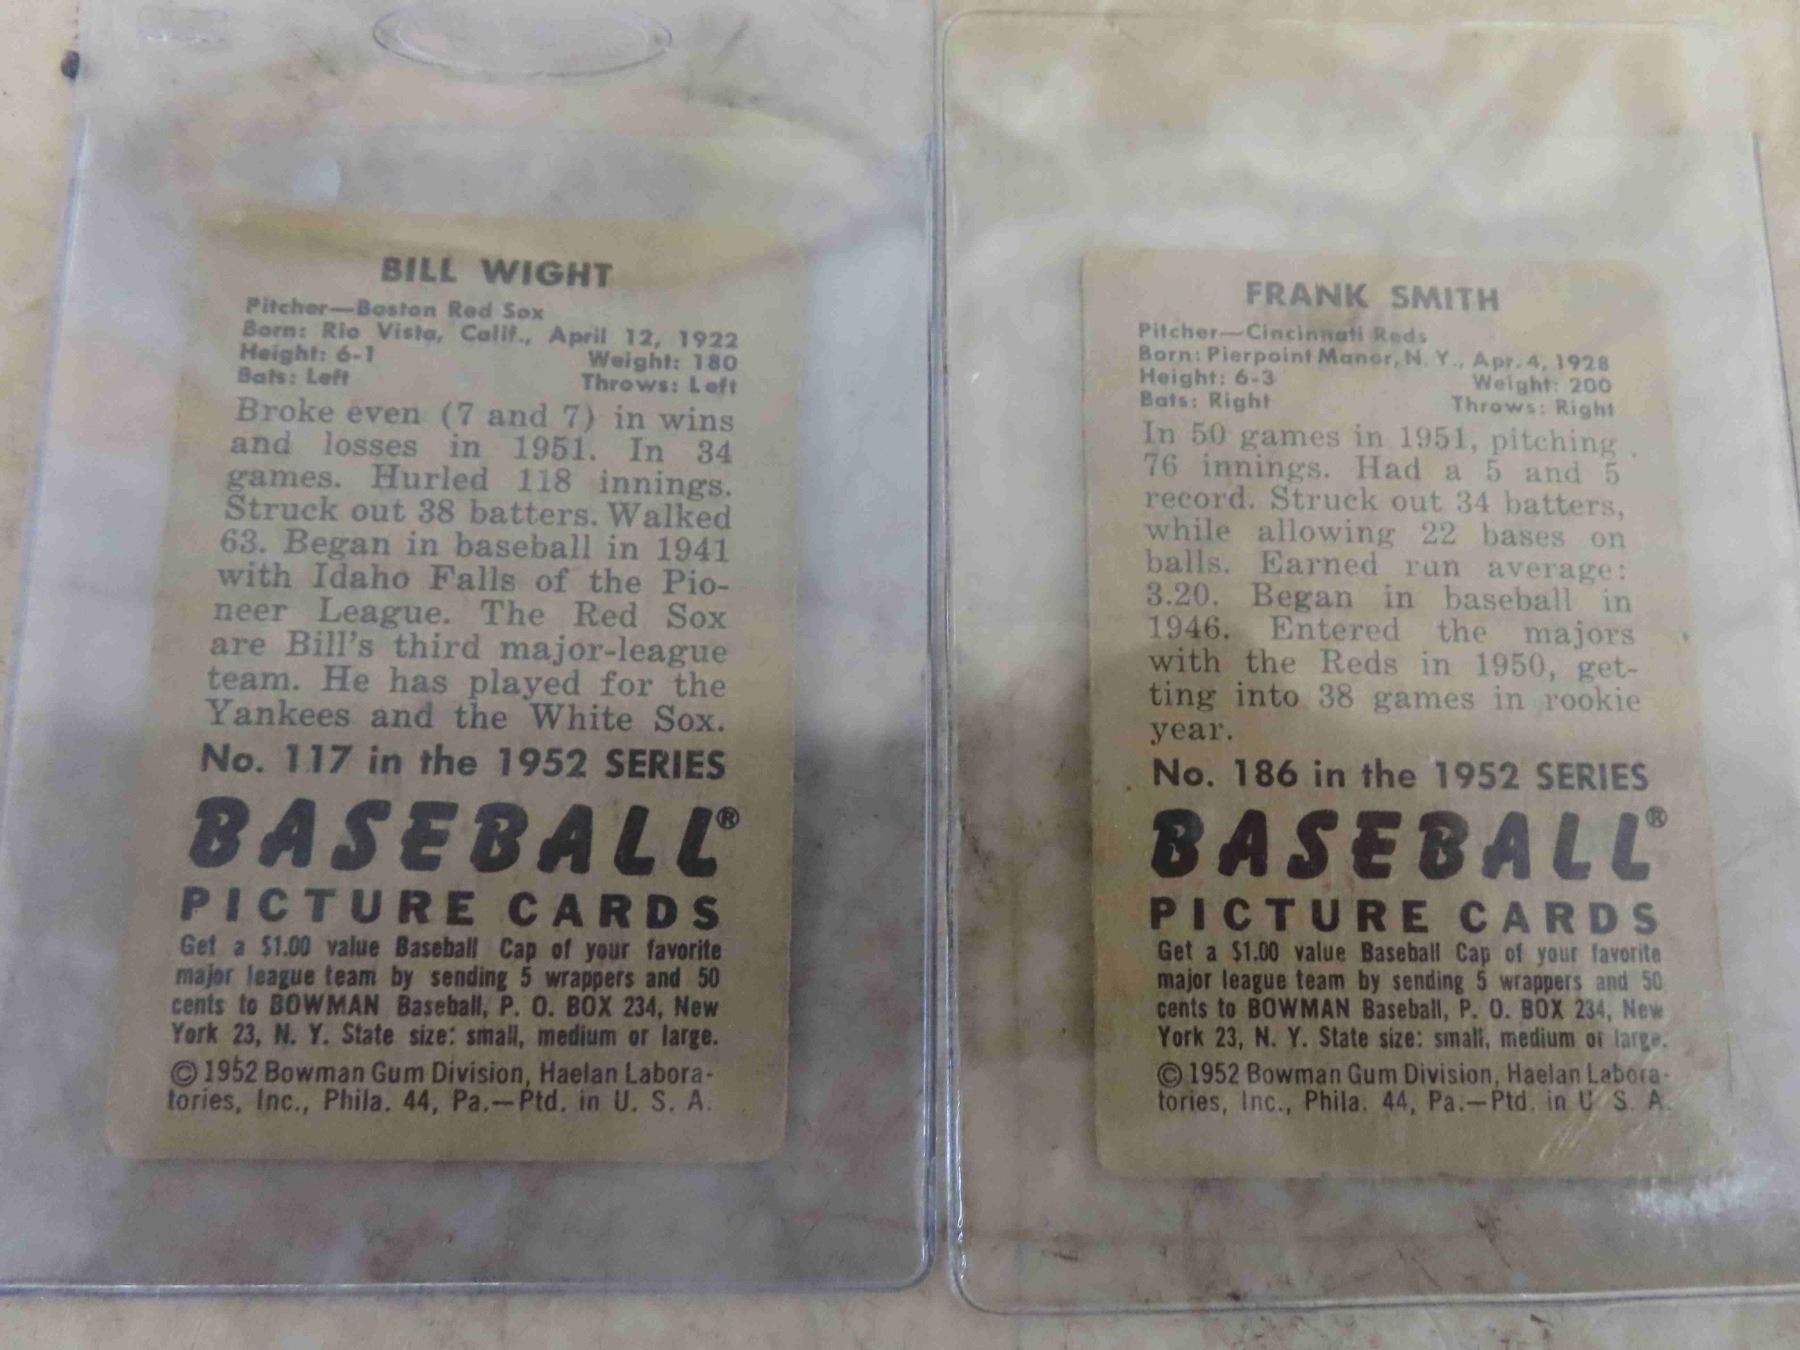 BILL WIGHT
Pitcher—Boston Red Sox
Born: Rio Vista, Calif., April 12, 1922
Height: 6-1 Weight: 180
Bats: Left Throws: Left
Broke even (7 and 7) in wins
and losses in 1951. In 34
games. Hurled 118 innings.
Struck out 38 batters. Walked
63. Began in baseball in 1941
with Idaho Falls of the Pio-
neer League. The Red Sox
are Bill's third major-league
team. He has played for the
Yankees and the White Sox.
No. 117 in the 1952 SERIES
BASEBALL®
PICTURE CARDS
Get a $1.00 value Baseball Cap of your favorite
major league team by sending 5 wrappers and 50
cents to BOWMAN Baseball, P. O. BOX 234, New
York 23, N. Y. State size: small, medium or large.
© 1952 Bowman Gum Division, Haelan Labora-
tories, Inc., Phila. 44, Pa.—Ptd. in U. S. A.
FRANK SMITH
Pitcher—Cincinnati Reds
Born: Pierpoint Manor, N. Y., Apr. 4, 1928
Height: 6-3 Weight: 200
Bats: Right Throws: Right
In 50 games in 1951, pitching
76 innings. Had a 5 and 5
record. Struck out 34 batters,
while allowing 22 bases on
balls. Earned run average:
3.20. Began in baseball in
1946. Entered the majors
with the Reds in 1950, get-
ting into 38 games in rookie
year.
No. 186 in the 1952 SERIES
BASEBALL®
PICTURE CARDS
Get a $1.00 value Baseball Cap of your favorite
major league team by sending 5 wrappers and 50
cents to BOWMAN Baseball, P. O. BOX 234, New
York 23, N. Y. State size: small, medium or large.
© 1952 Bowman Gum Division, Haelan Labora-
tories, Inc., Phila. 44, Pa.—Ptd. in U. S. A.